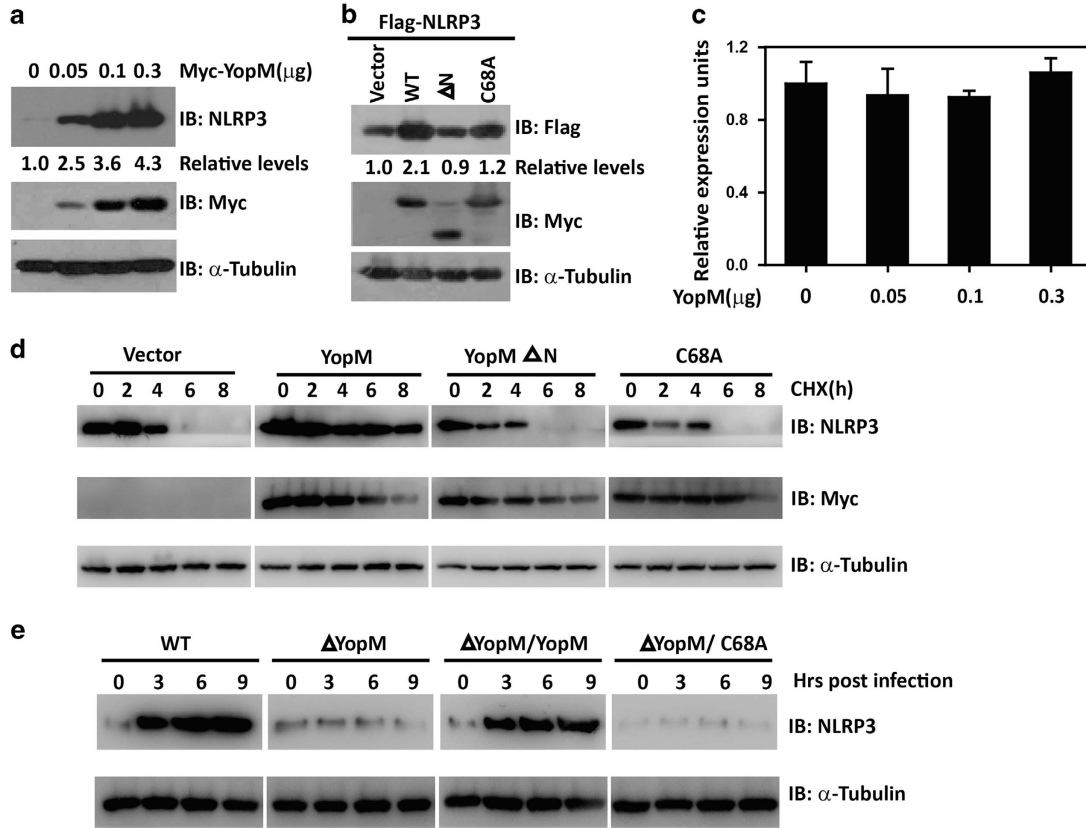 a
0 0.05 0.1 0.3 Myc-YopM(μg)
IB: NLRP3
1.0 2.5 3.6 4.3 Relative levels
IB: Myc
IB: α-Tubulin
b
Flag-NLRP3
Vector WT ΔN C68A
IB: Flag
1.0 2.1 0.9 1.2 Relative levels
IB: Myc
IB: α-Tubulin
c
Relative expression units
1.2
0.8
0.4
0.0
YopM(μg) 0 0.05 0.1 0.3
d
Vector YopM YopM ΔN C68A
0 2 4 6 8 0 2 4 6 8 0 2 4 6 8 0 2 4 6 8 CHX(h)
IB: NLRP3
IB: Myc
IB: α-Tubulin
e
WT ΔYopM ΔYopM/YopM ΔYopM/ C68A
0 3 6 9 0 3 6 9 0 3 6 9 0 3 6 9 Hrs post infection
IB: NLRP3
IB: α-Tubulin